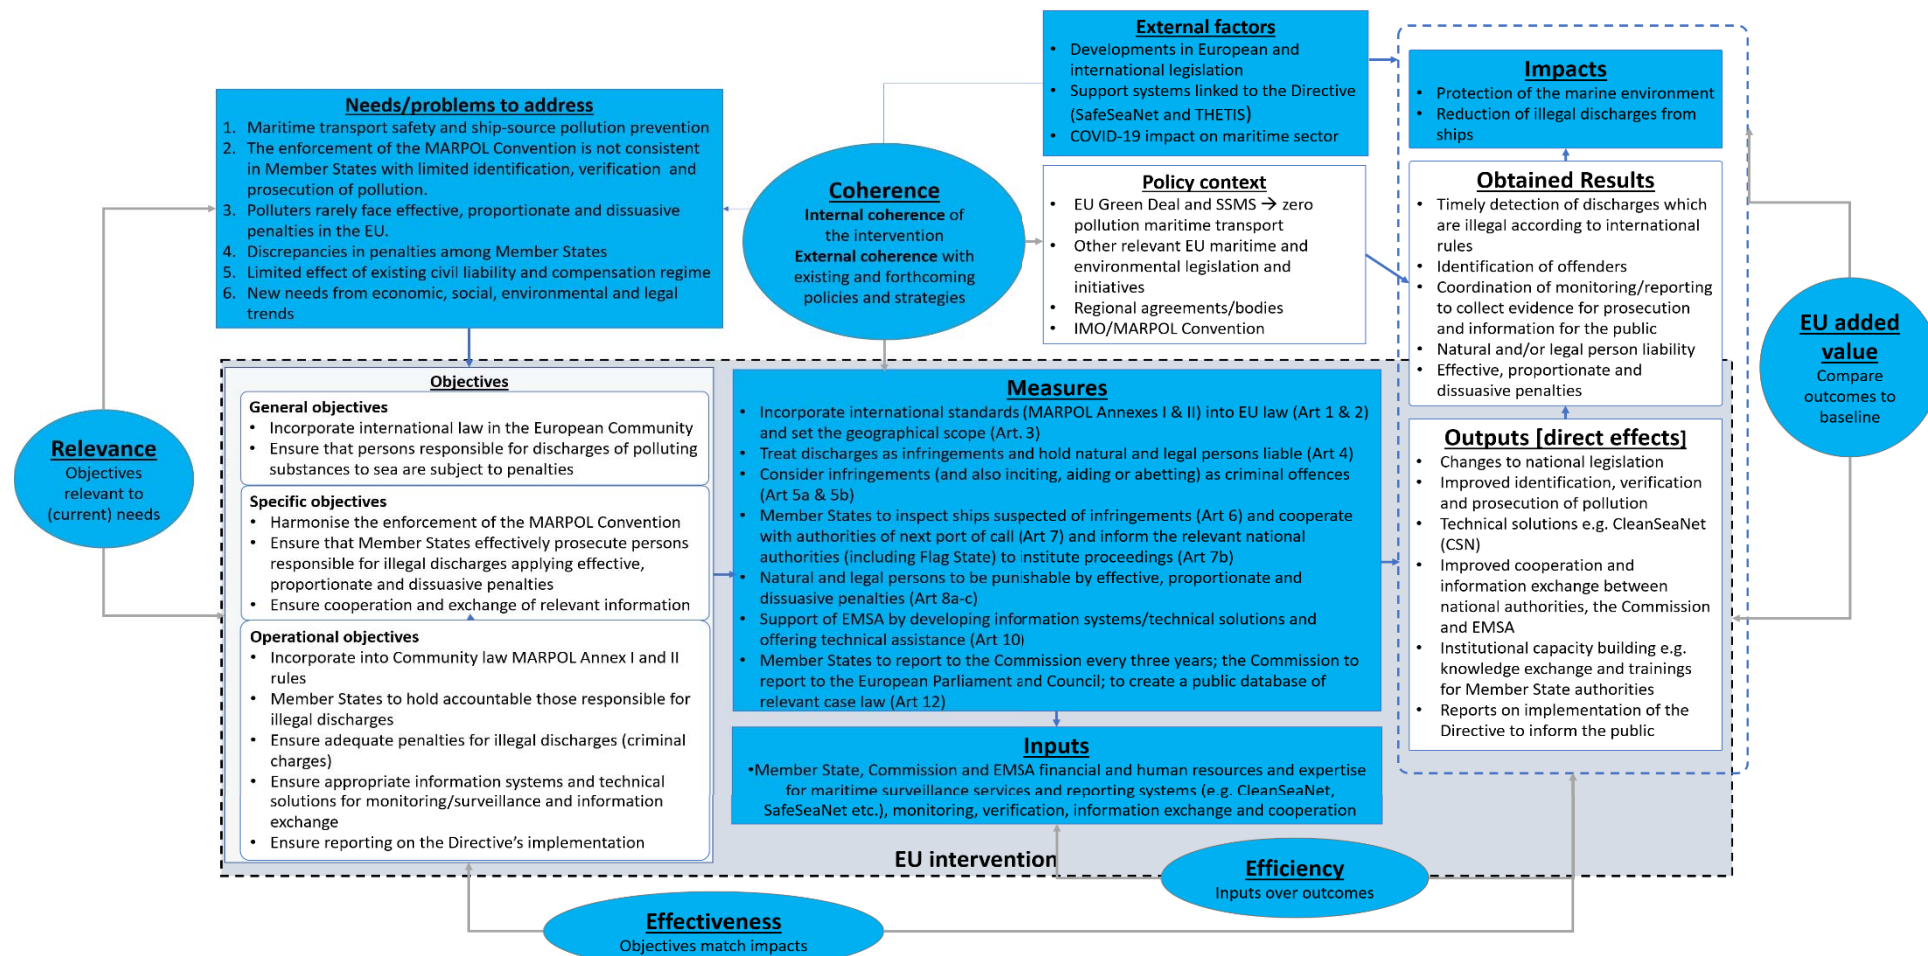 External factors
• Developments in European and
international legislation
• Support systems linked to the Directive
(SafeSeaNet and THETIS)
• COVID-19 impact on maritime sector
Impacts
• Protection of the marine environment
• Reduction of illegal discharges from
ships
Needs/problems to address
1. Maritime transport safety and ship-source pollution prevention
2. The enforcement of the MARPOL Convention is not consistent
in Member States with limited identification, verification and
prosecution of pollution.
3. Polluters rarely face effective, proportionate and dissuasive
penalties in the EU.
4. Discrepancies in penalties among Member States
5. Limited effect of existing civil liability and compensation regime
6. New needs from economic, social, environmental and legal
trends
Coherence
Internal coherence of
the intervention
External coherence with
existing and forthcoming
policies and strategies
Policy context
• EU Green Deal and SSMS → zero
pollution maritime transport
• Other relevant EU maritime and
environmental legislation and
initiatives
• Regional agreements/bodies
• IMO/MARPOL Convention
Obtained Results
• Timely detection of discharges which
are illegal according to international
rules
• Identification of offenders
• Coordination of monitoring/reporting
to collect evidence for prosecution
and information for the public
• Natural and/or legal person liability
• Effective, proportionate and
dissuasive penalties
EU added
value
Compare
outcomes to
baseline
Relevance
Objectives
relevant to
(current) needs
Objectives
General objectives
• Incorporate international law in the European Community
• Ensure that persons responsible for discharges of polluting
substances to sea are subject to penalties
Specific objectives
• Harmonise the enforcement of the MARPOL Convention
• Ensure that Member States effectively prosecute persons
responsible for illegal discharges applying effective,
proportionate and dissuasive penalties
• Ensure cooperation and exchange of relevant information
Operational objectives
• Incorporate into Community law MARPOL Annex I and II
rules
• Member States to hold accountable those responsible for
illegal discharges
• Ensure adequate penalties for illegal discharges (criminal
charges)
• Ensure appropriate information systems and technical
solutions for monitoring/surveillance and information
exchange
• Ensure reporting on the Directive's implementation
Measures
• Incorporate international standards (MARPOL Annexes I & II) into EU law (Art 1 & 2)
and set the geographical scope (Art. 3)
• Treat discharges as infringements and hold natural and legal persons liable (Art 4)
• Consider infringements (and also inciting, aiding or abetting) as criminal offences
(Art 5a & 5b)
• Member States to inspect ships suspected of infringements (Art 6) and cooperate
with authorities of next port of call (Art 7) and inform the relevant national
authorities (including Flag State) to institute proceedings (Art 7b)
• Natural and legal persons to be punishable by effective, proportionate and
dissuasive penalties (Art 8a-c)
• Support of EMSA by developing information systems/technical solutions and
offering technical assistance (Art 10)
• Member States to report to the Commission every three years; the Commission to
report to the European Parliament and Council; to create a public database of
relevant case law (Art 12)
Inputs
•Member State, Commission and EMSA financial and human resources and expertise
for maritime surveillance services and reporting systems (e.g. CleanSeaNet,
SafeSeaNet etc.), monitoring, verification, information exchange and cooperation
Outputs [direct effects]
• Changes to national legislation
• Improved identification, verification
and prosecution of pollution
• Technical solutions e.g. CleanSeaNet
(CSN)
• Improved cooperation and
information exchange between
national authorities, the Commission
and EMSA
• Institutional capacity building e.g.
knowledge exchange and trainings
for Member State authorities
• Reports on implementation of the
Directive to inform the public
EU intervention
Efficiency
Inputs over outcomes
Effectiveness
Objectives match impacts